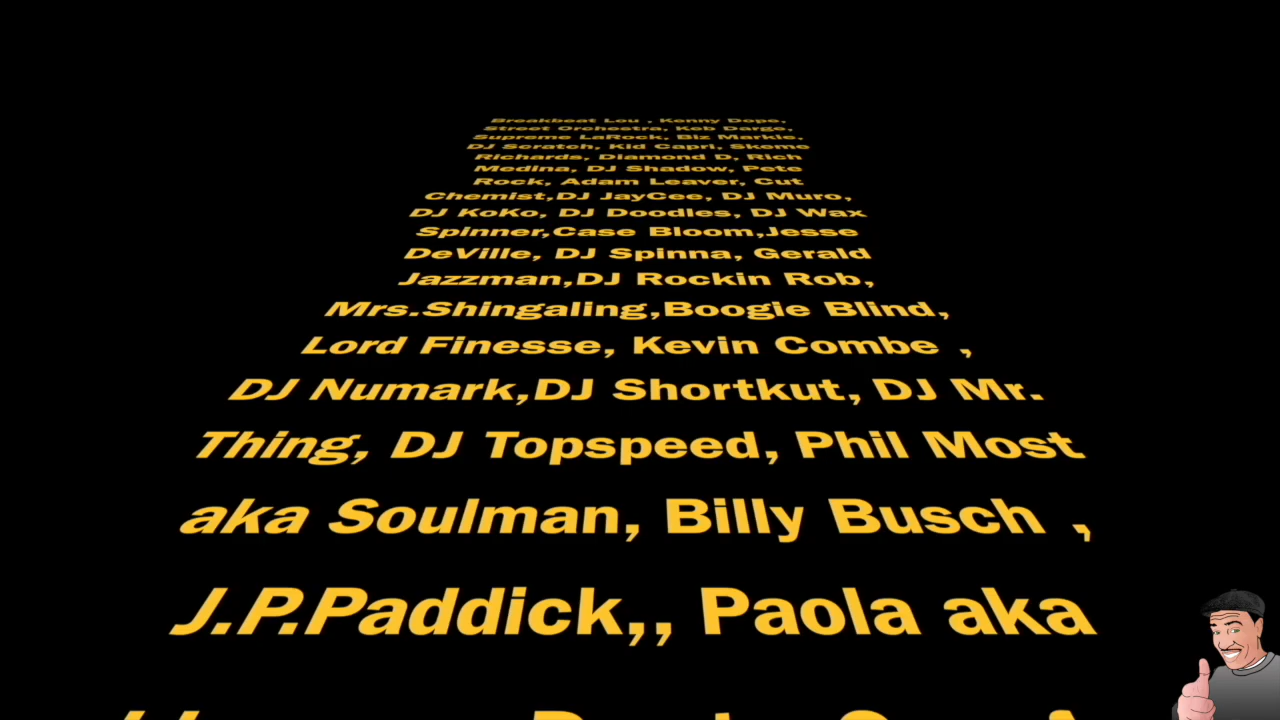 Breakbeat Lou , Kenny Dope,
Street Orchestra, Keb Darge,
Supreme LaRock, Biz Markie,
DJ Scratch, Kid Capri, Skeme
Richards, Diamond D, Rich
Medina, DJ Shadow, Pete
Rock, Adam Leaver, Cut
Chemist,DJ JayCee, DJ Muro,
DJ KoKo, DJ Doodles, DJ Wax
Spinner,Case Bloom,Jesse
DeVille, DJ Spinna, Gerald
Jazzman,DJ Rockin Rob,
Mrs.Shingaling,Boogie Blind,
Lord Finesse, Kevin Combe ,
DJ Numark,DJ Shortkut, DJ Mr.
Thing, DJ Topspeed, Phil Most
aka Soulman, Billy Busch ,
J.P.Paddick,, Paola aka